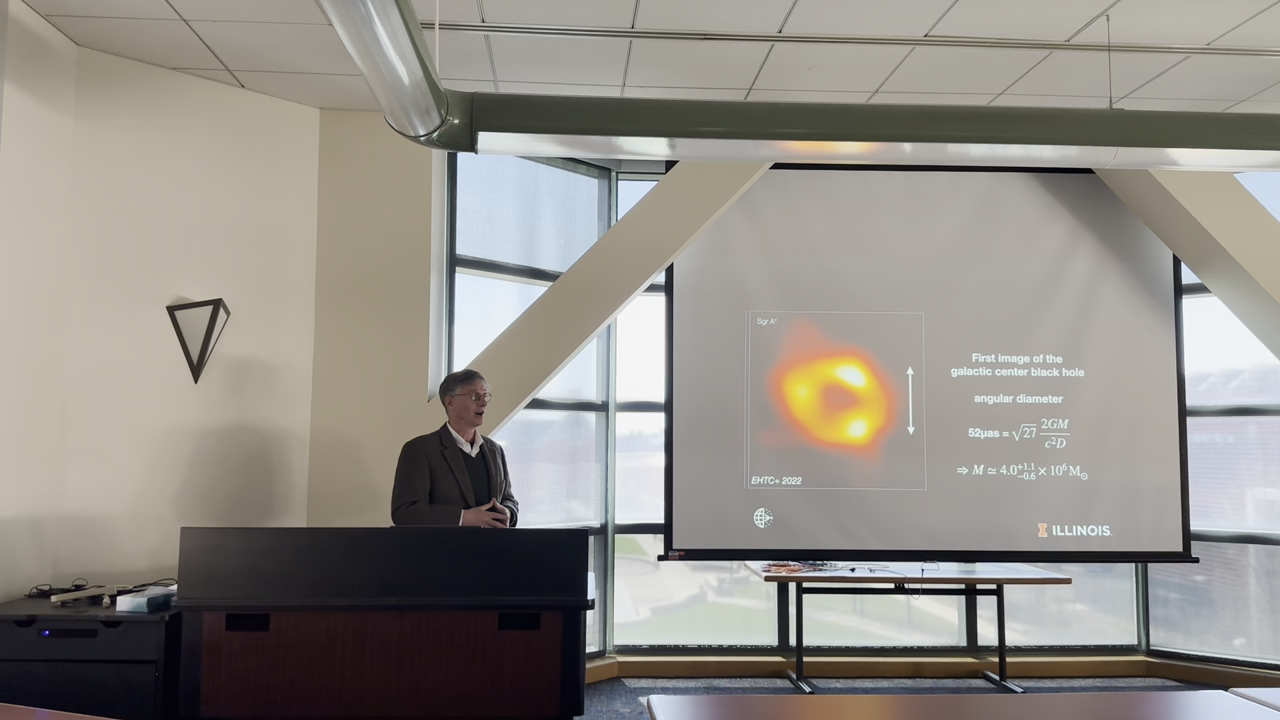 Sgr A*
EHTC+ 2022
First image of the
galactic center black hole
angular diameter
52μas = √27 2GM/c²D
⇒ M ≃ 4.0 +1.1 −0.6 × 10⁶ M⊙
I ILLINOIS